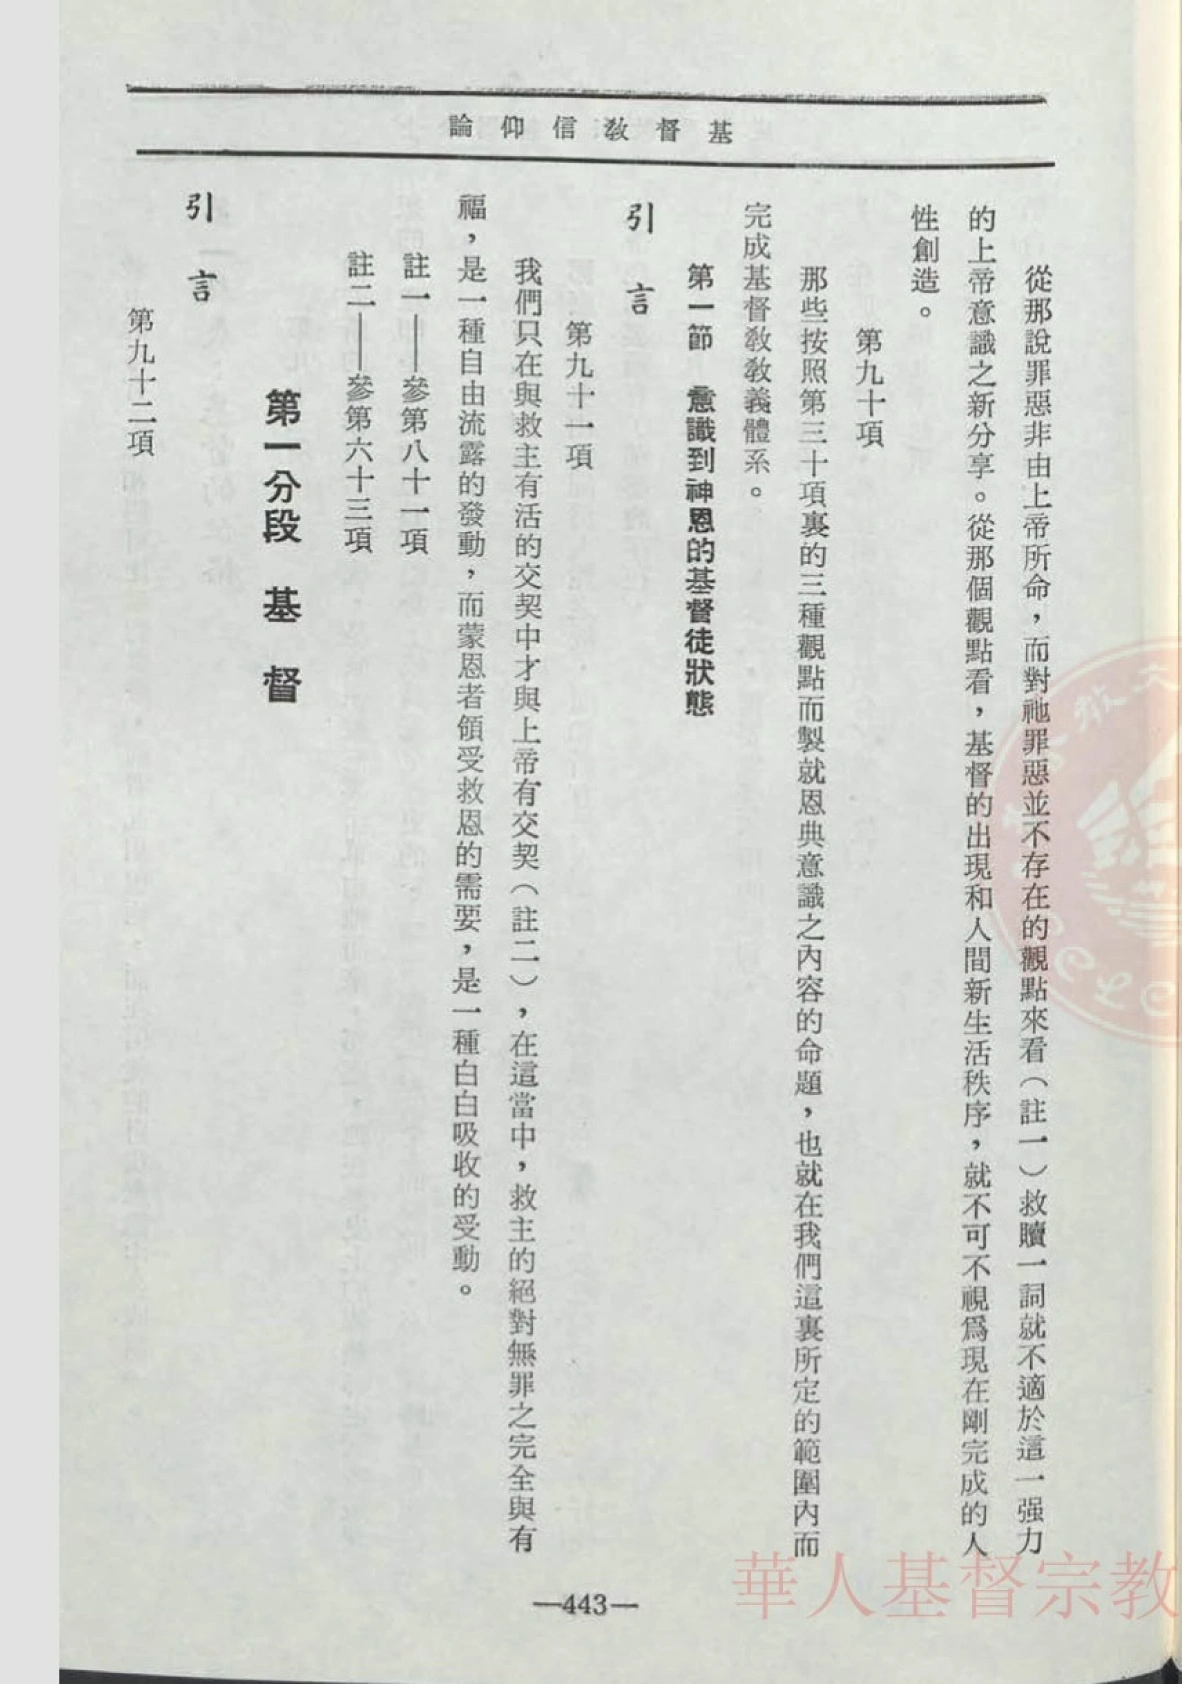 基督教信仰論
從那說罪惡非由上帝所命，而對祂罪惡並不存在的觀點來看（註一）救贖一詞就不適於這一强力
的上帝意識之新分享。從那個觀點看，基督的出現和人間新生活秩序，就不可不視爲現在剛完成的人
性創造。
第九十項
那些按照第三十項裏的三種觀點而製就恩典意識之內容的命題，也就在我們這裏所定的範圍內而
完成基督教教義體系。
第一節　意識到神恩的基督徒狀態
引言
第九十一項
我們只在與救主有活的交契中才與上帝有交契（註二），在這當中，救主的絕對無罪之完全與有
福，是一種自由流露的發動，而蒙恩者領受救恩的需要，是一種白白吸收的受動。
註一——參第八十一項
註二——參第六十三項
第一分段　基督
引言
第九十二項
—443—
華人基督宗教